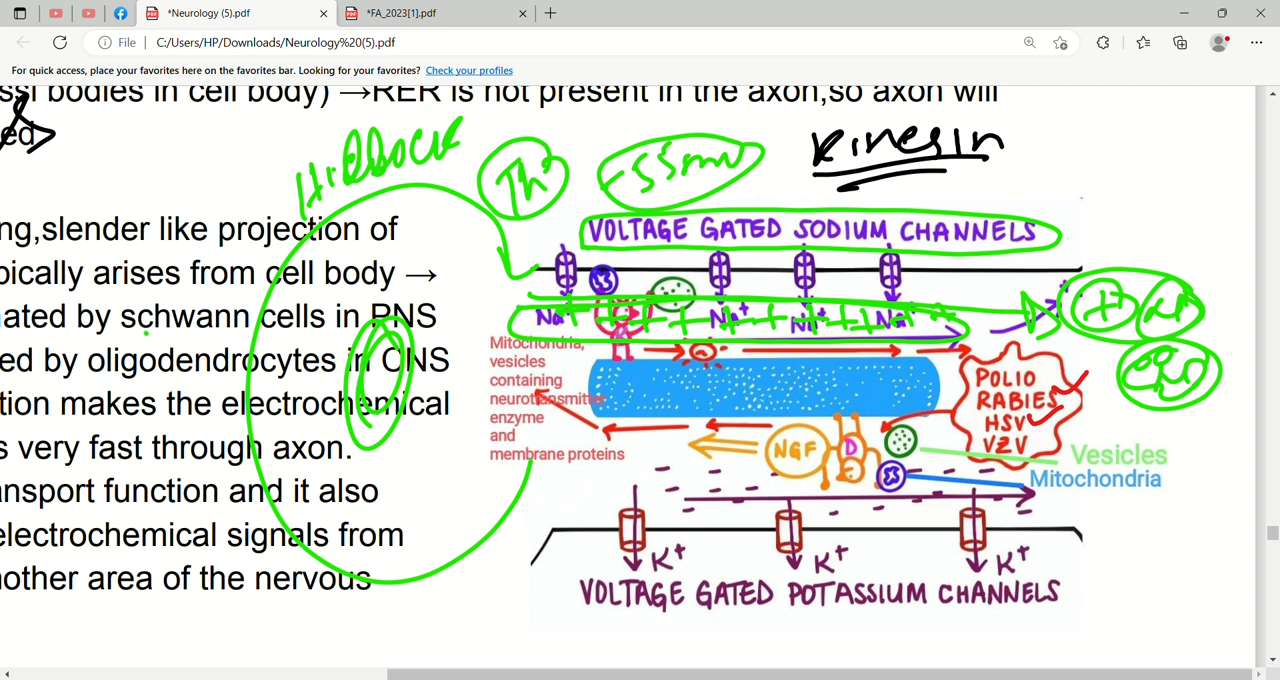 *Neurology (5).pdf
*FA_2023[1].pdf
File C:/Users/HP/Downloads/Neurology%20(5).pdf
For quick access, place your favorites here on the favorites bar. Looking for your favorites? Check your profiles
bodies in cell body) →RER is not present in the axon,so axon will
ed
Kinesin
-55mv
VOLTAGE GATED SODIUM CHANNELS
ng,slender like projection of
pically arises from cell body →
nated by schwann cells in PNS
ed by oligodendrocytes in CNS
tion makes the electrochemical
s very fast through axon.
ansport function and it also
electrochemical signals from
nother area of the nervous
Na+ Na+ Na+ Na+
Mitochondria,
vesicles
containing
neurotransmitter
enzyme
and
membrane proteins
POLIO
RABIES
HSV
VZV
NGF D
Vesicles
Mitochondria
K+ K+ K+
VOLTAGE GATED POTASSIUM CHANNELS